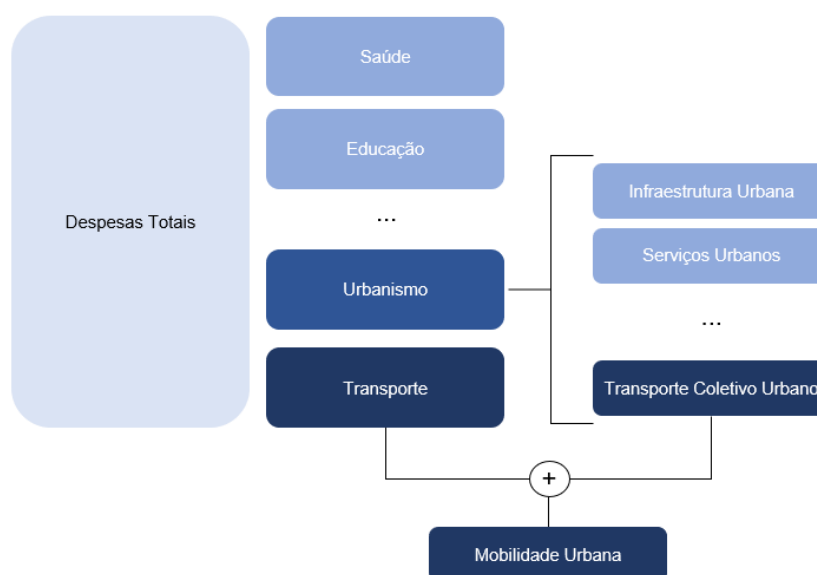 Saúde
Educação
...
Despesas Totais
Urbanismo
Transporte
Infraestrutura Urbana
Serviços Urbanos
...
Transporte Coletivo Urbano
+
Mobilidade Urbana